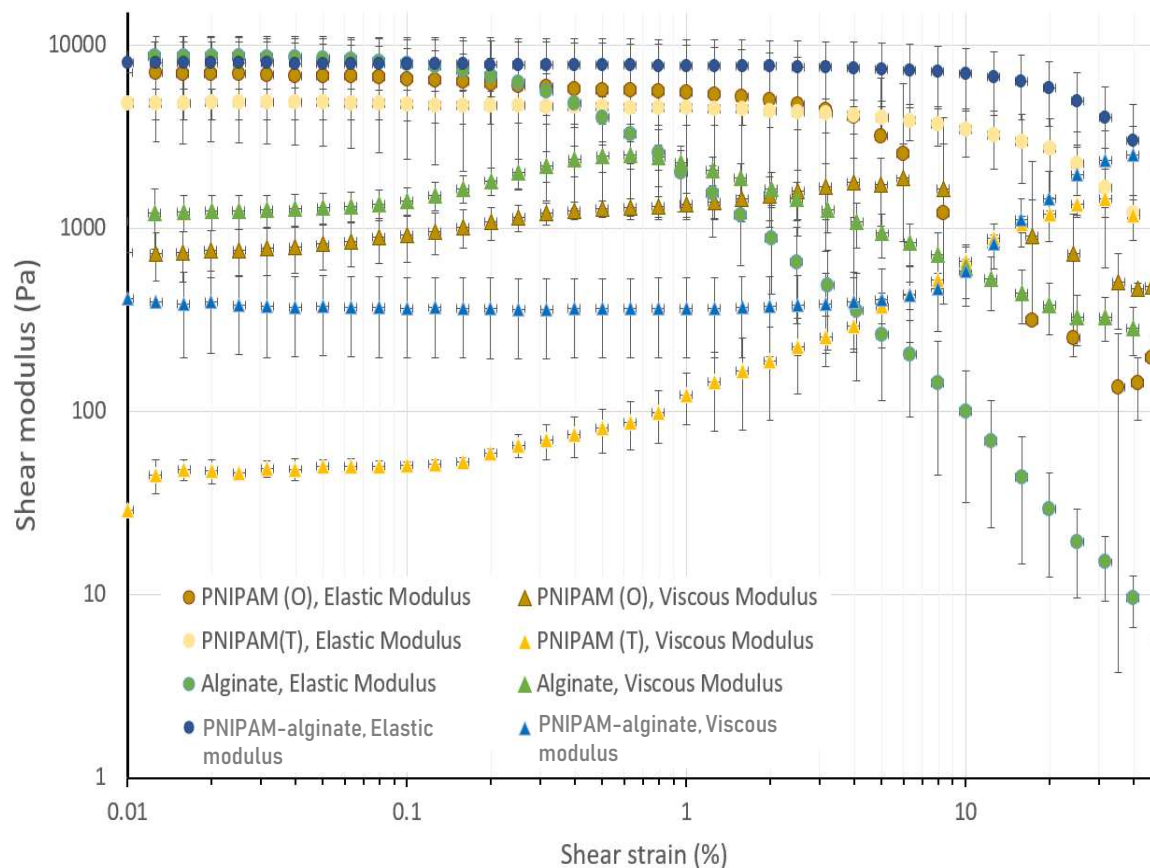 10000
1000
100
10
1
Shear modulus (Pa)
PNIPAM (O), Elastic Modulus
PNIPAM (O), Viscous Modulus
PNIPAM(T), Elastic Modulus
PNIPAM (T), Viscous Modulus
Alginate, Elastic Modulus
Alginate, Viscous Modulus
PNIPAM-alginate, Elastic
modulus
PNIPAM-alginate, Viscous
modulus
0.01
0.1
1
10
Shear strain (%)